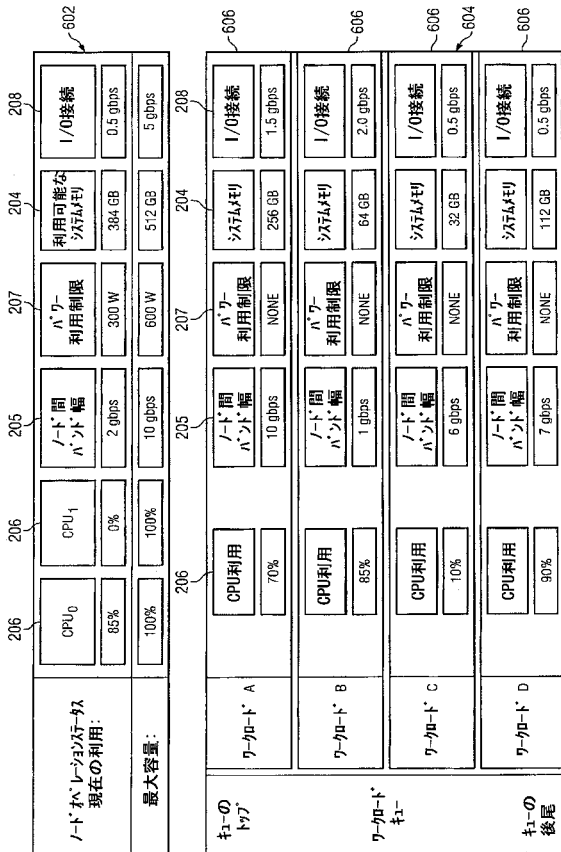 206
206
205
207
204
208
ノードオペレーションステータス
現在の利用:
CPU0
CPU1
ノード間
バンド幅
パワー
利用制限
利用可能な
システムメモリ
I/O接続
602
85%
0%
2 gbps
300 W
384 GB
0.5 gbps
最大容量:
100%
100%
10 gbps
600 W
512 GB
5 gbps
206
205
207
204
208
キューの
トップ
ワークロード A
CPU利用
ノード間
バンド幅
パワー
利用制限
システムメモリ
I/O接続
606
70%
10 gbps
NONE
256 GB
1.5 gbps
ワークロード B
CPU利用
ノード間
バンド幅
パワー
利用制限
システムメモリ
I/O接続
606
85%
1 gbps
NONE
64 GB
2.0 gbps
ワークロード
キュー
ワークロード C
CPU利用
ノード間
バンド幅
パワー
利用制限
システムメモリ
I/O接続
606
10%
6 gbps
NONE
32 GB
0.5 gbps
604
キューの
後尾
ワークロード D
CPU利用
ノード間
バンド幅
パワー
利用制限
システムメモリ
I/O接続
606
90%
7 gbps
NONE
112 GB
0.5 gbps